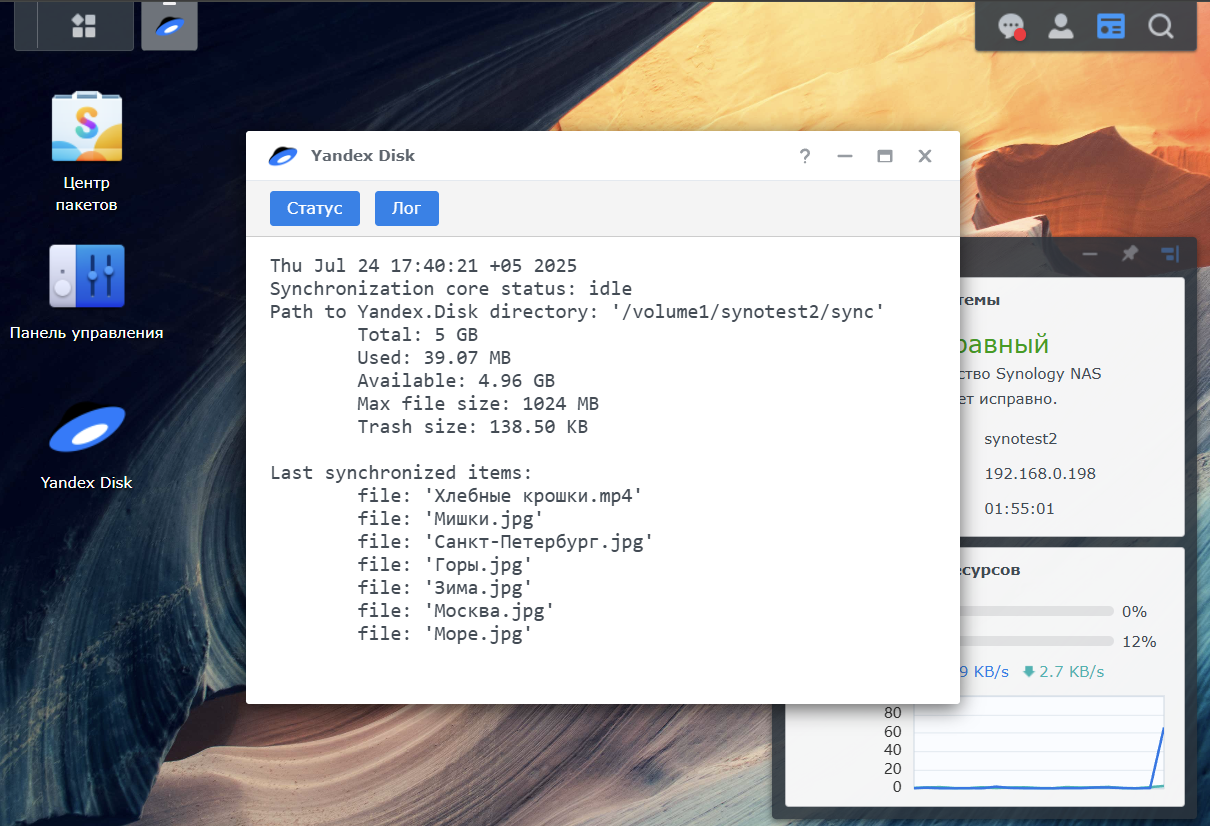 Центр
пакетов
Панель управления
Yandex Disk
Yandex Disk
Статус Лог
Thu Jul 24 17:40:21 +05 2025
Synchronization core status: idle
Path to Yandex.Disk directory: '/volume1/synotest2/sync'
Total: 5 GB
Used: 39.07 MB
Available: 4.96 GB
Max file size: 1024 MB
Trash size: 138.50 KB
Last synchronized items:
file: 'Хлебные крошки.mp4'
file: 'Мишки.jpg'
file: 'Санкт-Петербург.jpg'
file: 'Горы.jpg'
file: 'Зима.jpg'
file: 'Москва.jpg'
file: 'Море.jpg'
темы
равный
ство Synology NAS
ет исправно.
synotest2
192.168.0.198
01:55:01
есурсов
0%
12%
9 KB/s 2.7 KB/s
80
60
40
20
0